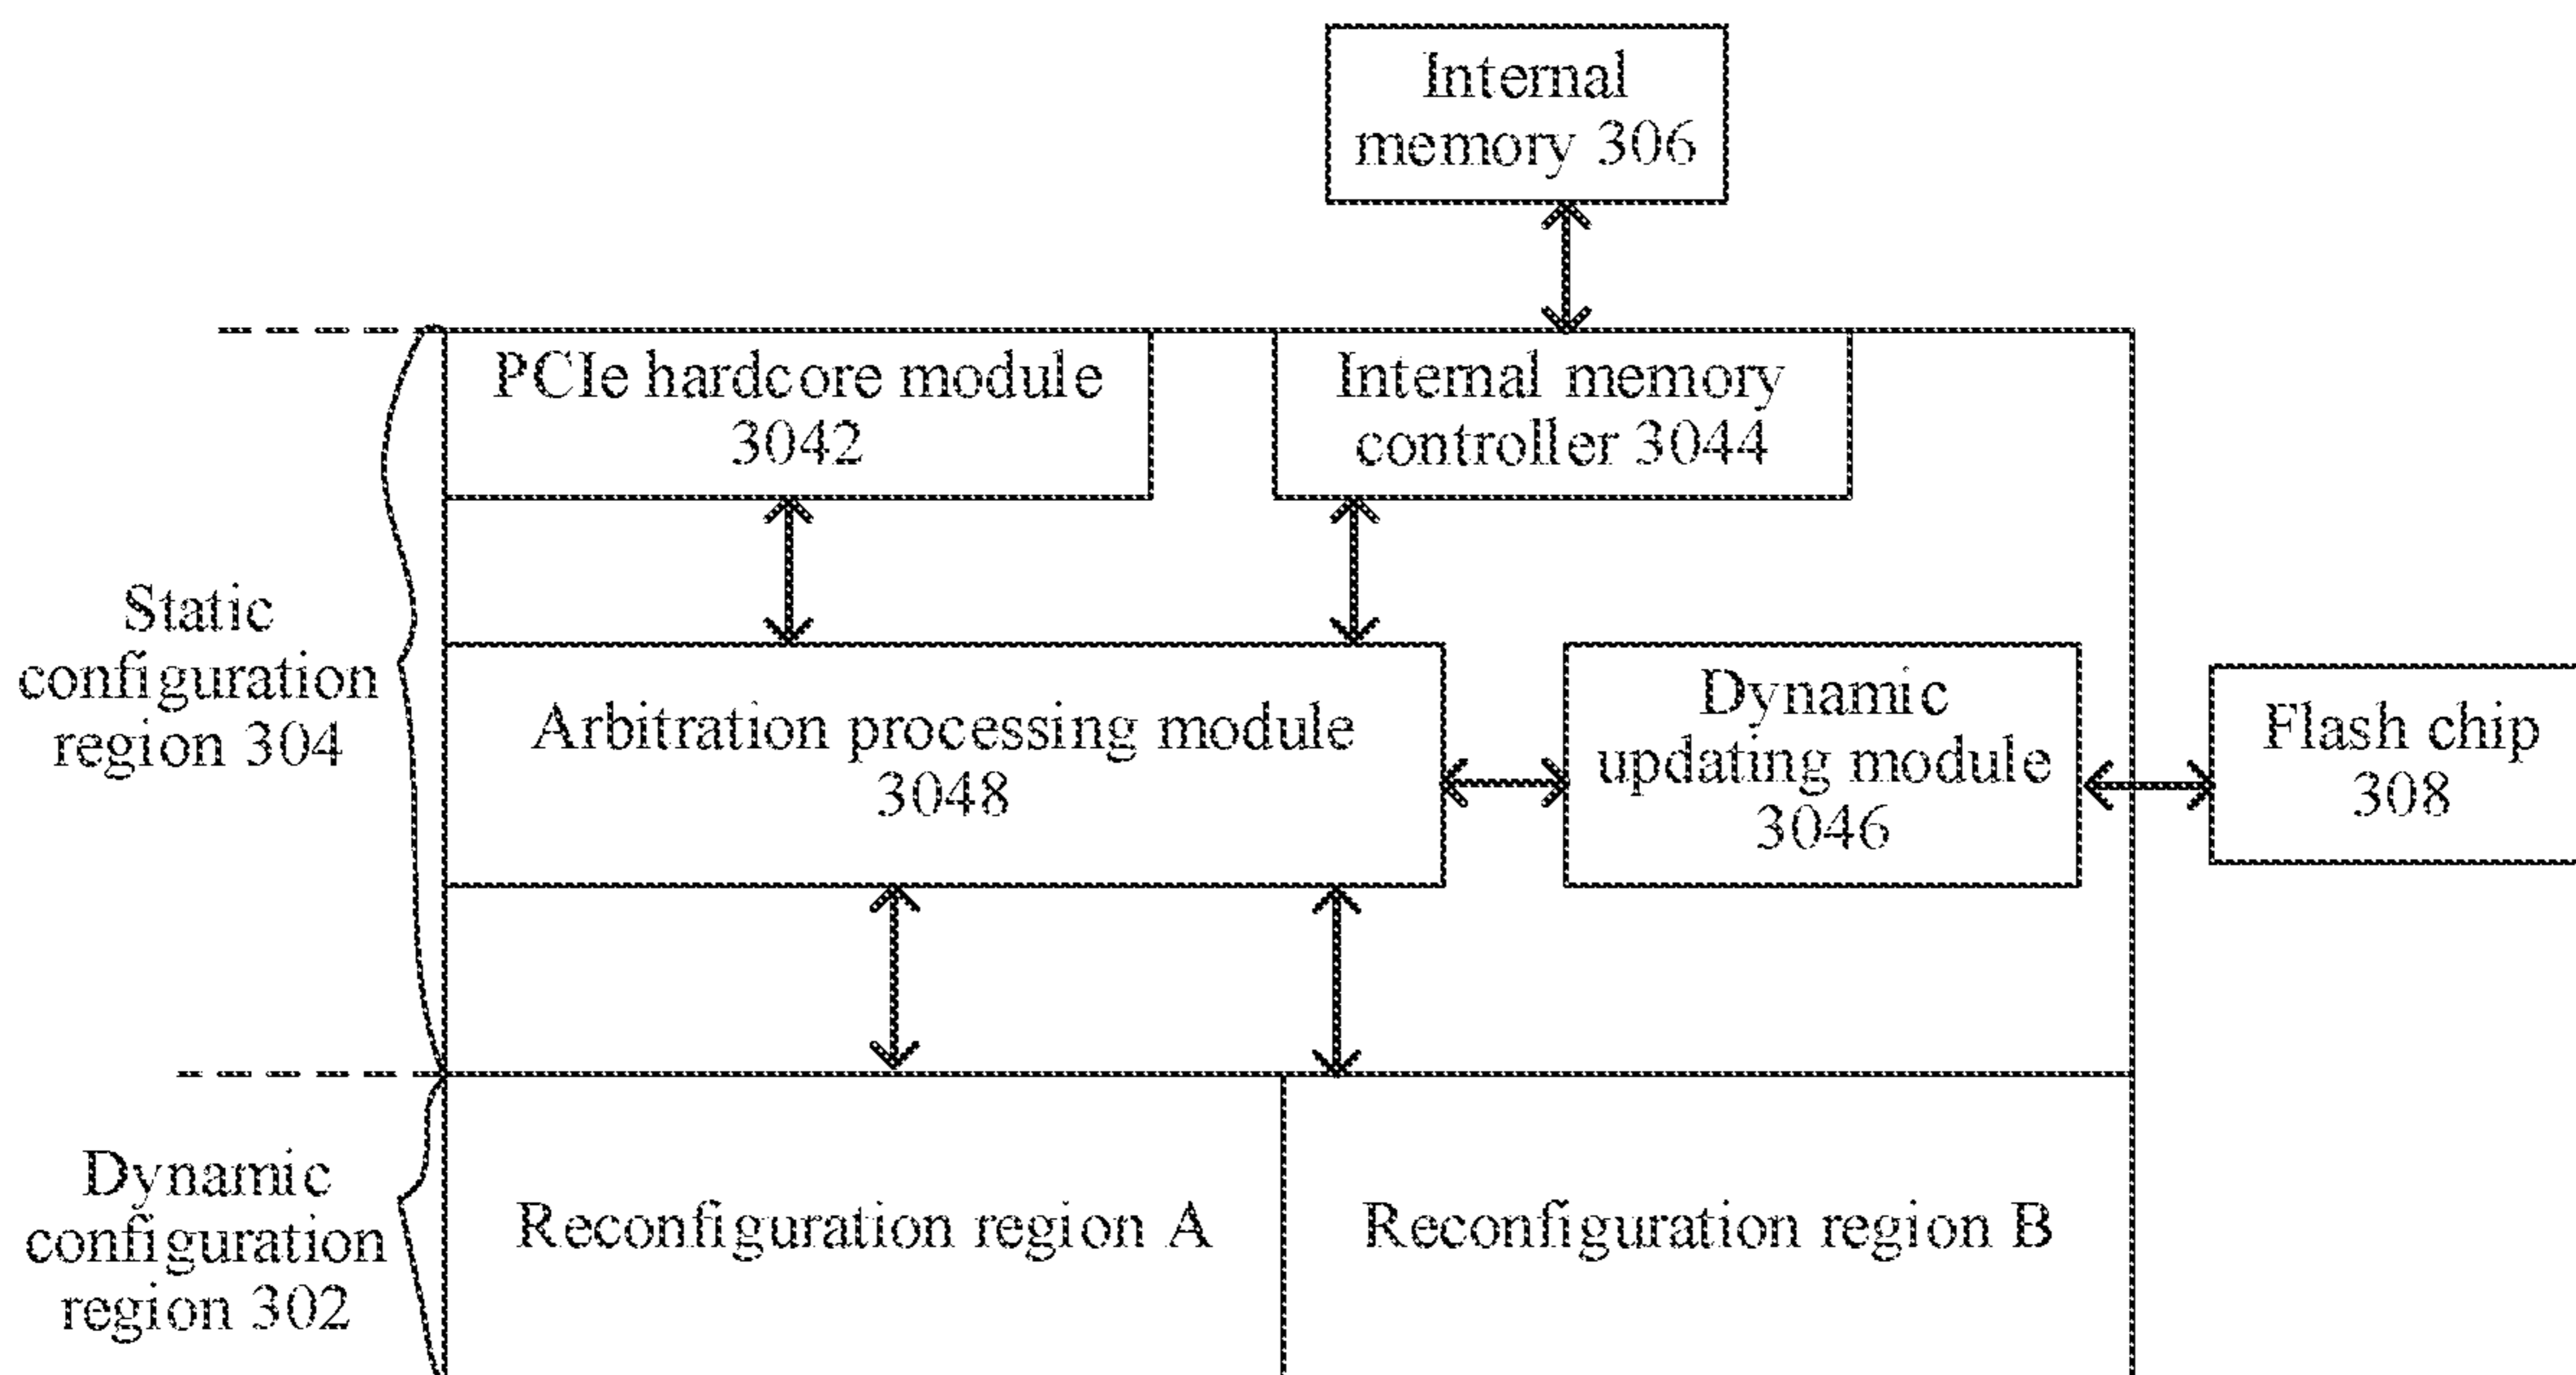 Internal
memory 306
PCIe hardcore module
3042
Internal memory
controller 3044
Static
configuration
region 304
Arbitration processing module
3048
Dynamic
updating module
3046
Flash chip
308
Dynamic
configuration
region 302
Reconfiguration region A
Reconfiguration region B